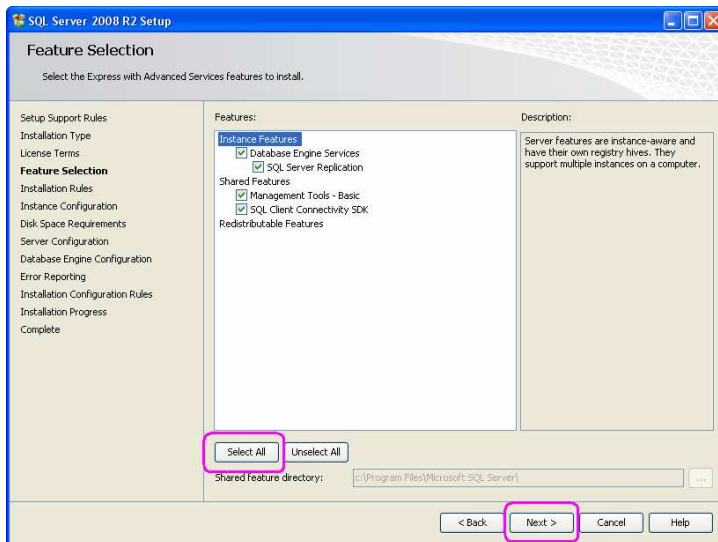 SQL Server 2008 R2 Setup
Feature Selection
Select the Express with Advanced Services features to install.
Setup Support Rules
Installation Type
License Terms
Feature Selection
Installation Rules
Instance Configuration
Disk Space Requirements
Server Configuration
Database Engine Configuration
Error Reporting
Installation Configuration Rules
Installation Progress
Complete
Features:
Instance Features
Database Engine Services
SQL Server Replication
Shared Features
Management Tools - Basic
SQL Client Connectivity SDK
Redistributable Features
Description:
Server features are instance-aware and
have their own registry hives. They
support multiple instances on a computer.
Select All
Unselect All
Shared feature directory:
c:\Program Files\Microsoft SQL Server\
...
< Back
Next >
Cancel
Help